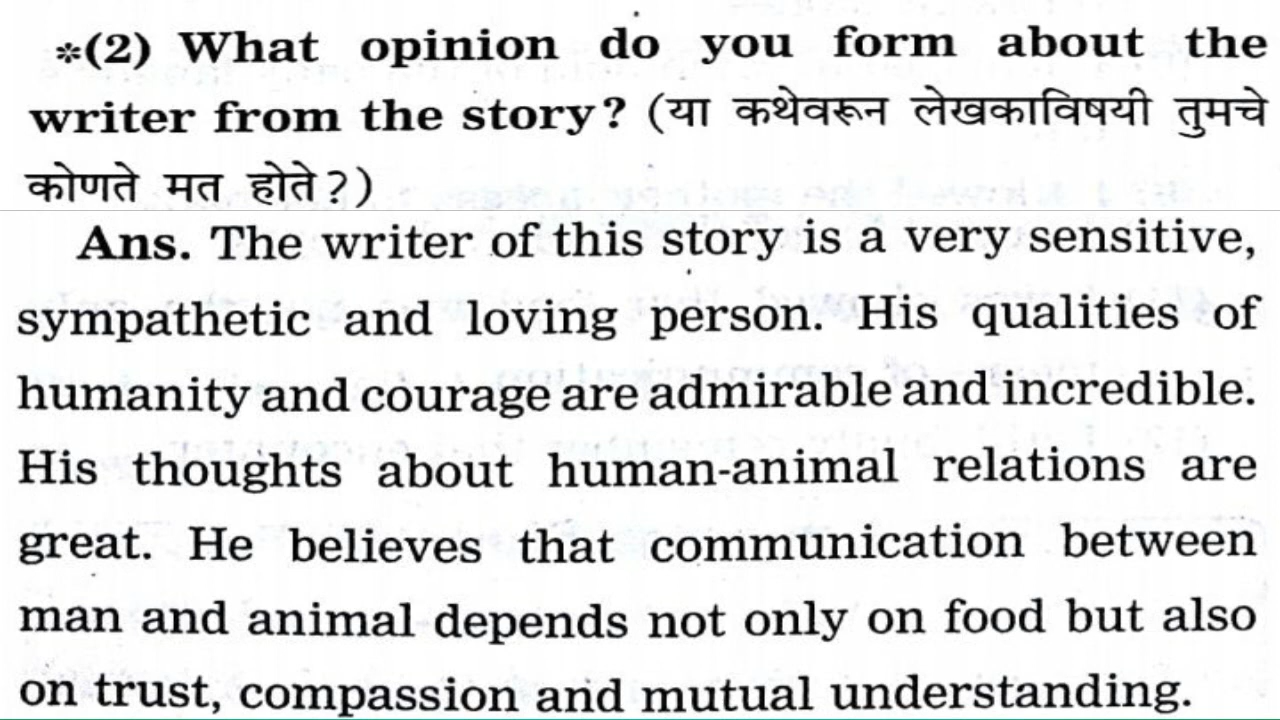 *(2) What opinion do you form about the
writer from the story? (या कथेवरून लेखकाविषयी तुमचे
कोणते मत होते?)
Ans. The writer of this story is a very sensitive,
sympathetic and loving person. His qualities of
humanity and courage are admirable and incredible.
His thoughts about human-animal relations are
great. He believes that communication between
man and animal depends not only on food but also
on trust, compassion and mutual understanding.